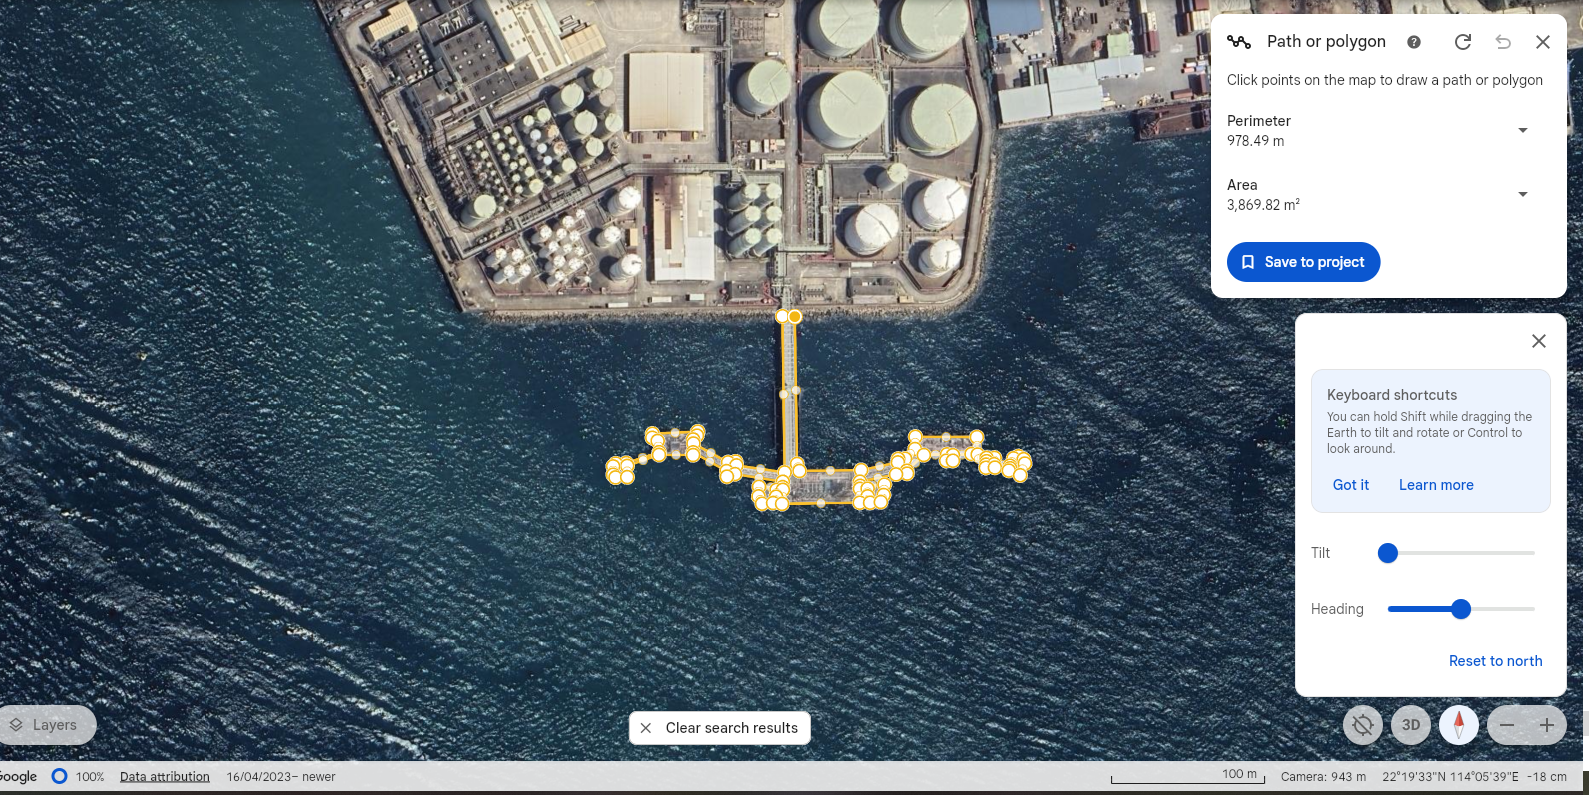 Path or polygon
Click points on the map to draw a path or polygon
Perimeter
978.49 m
Area
3,869.82 m²
Save to project
Keyboard shortcuts
You can hold Shift while dragging the
Earth to tilt and rotate or Control to
look around.
Got it Learn more
Tilt
Heading
Reset to north
Layers
Clear search results
3D
Google 100% Data attribution 16/04/2023– newer 100 m Camera: 943 m 22°19'33"N 114°05'39"E -18 cm